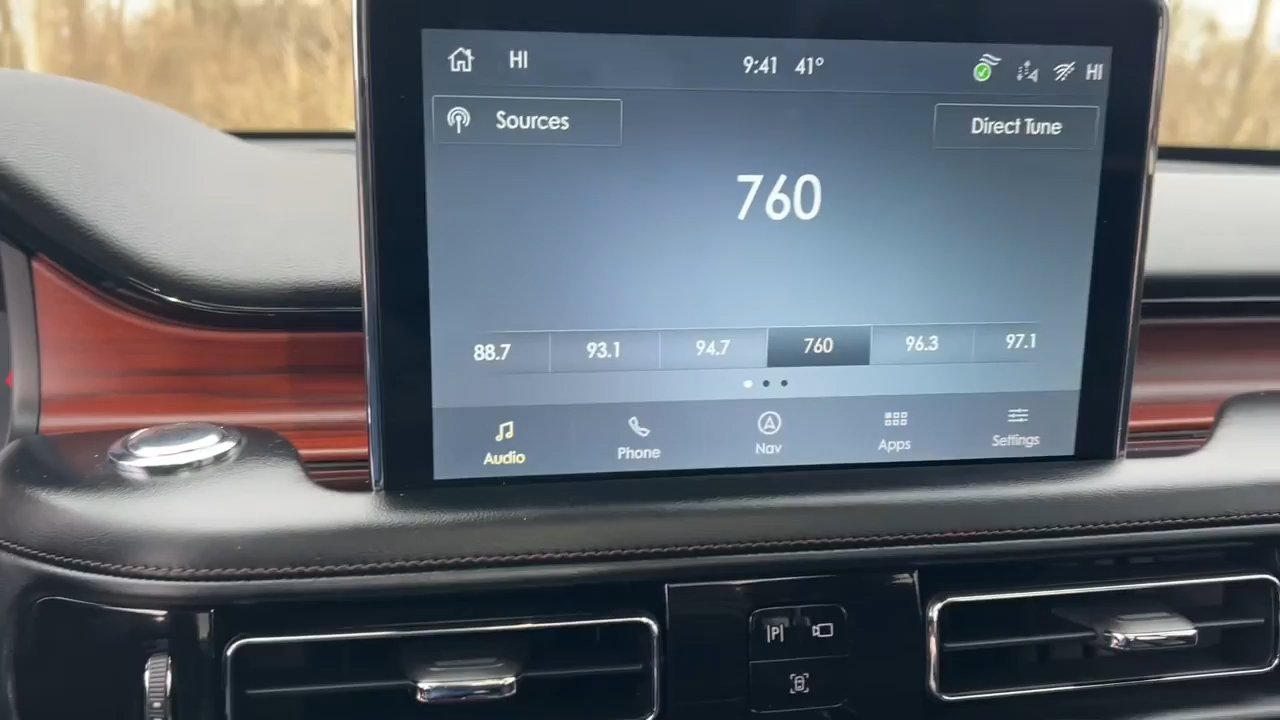 HI 9:41 41° HI
Sources Direct Tune
760
88.7 93.1 94.7 760 96.3 97.1
Audio Phone Nav Apps Settings
|P|